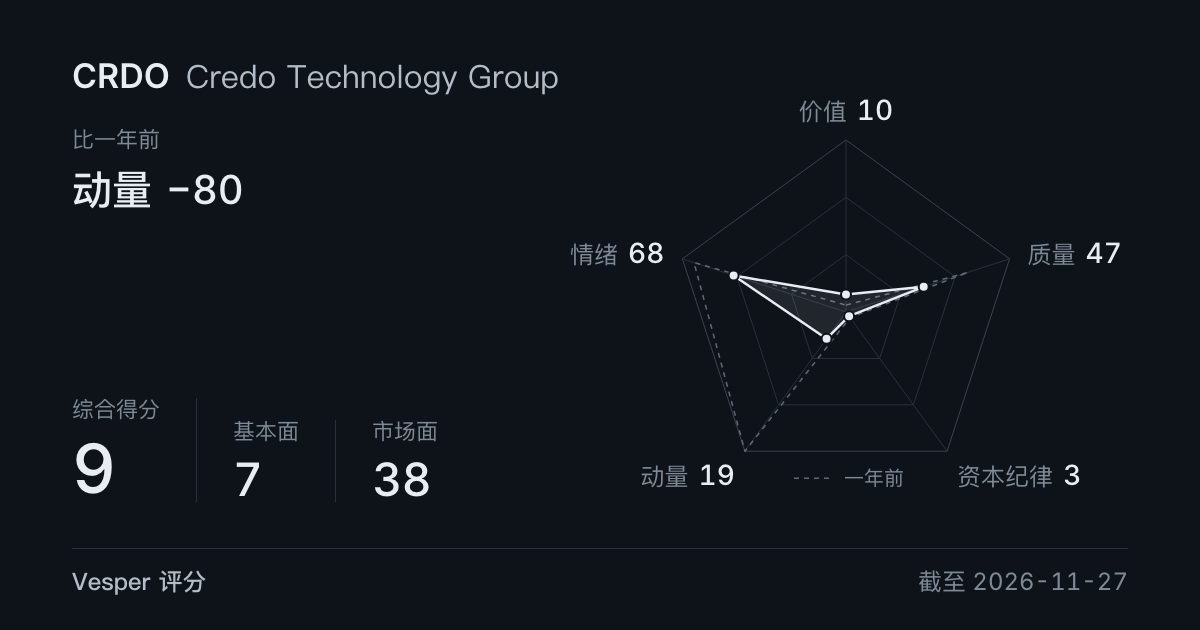 CRDO Credo Technology Group
比一年前
动量 −80
价值 10
情绪 68
质量 47
动量 19
一年前
资本纪律 3
综合得分
9
基本面
7
市场面
38
Vesper 评分
截至 2026-11-27